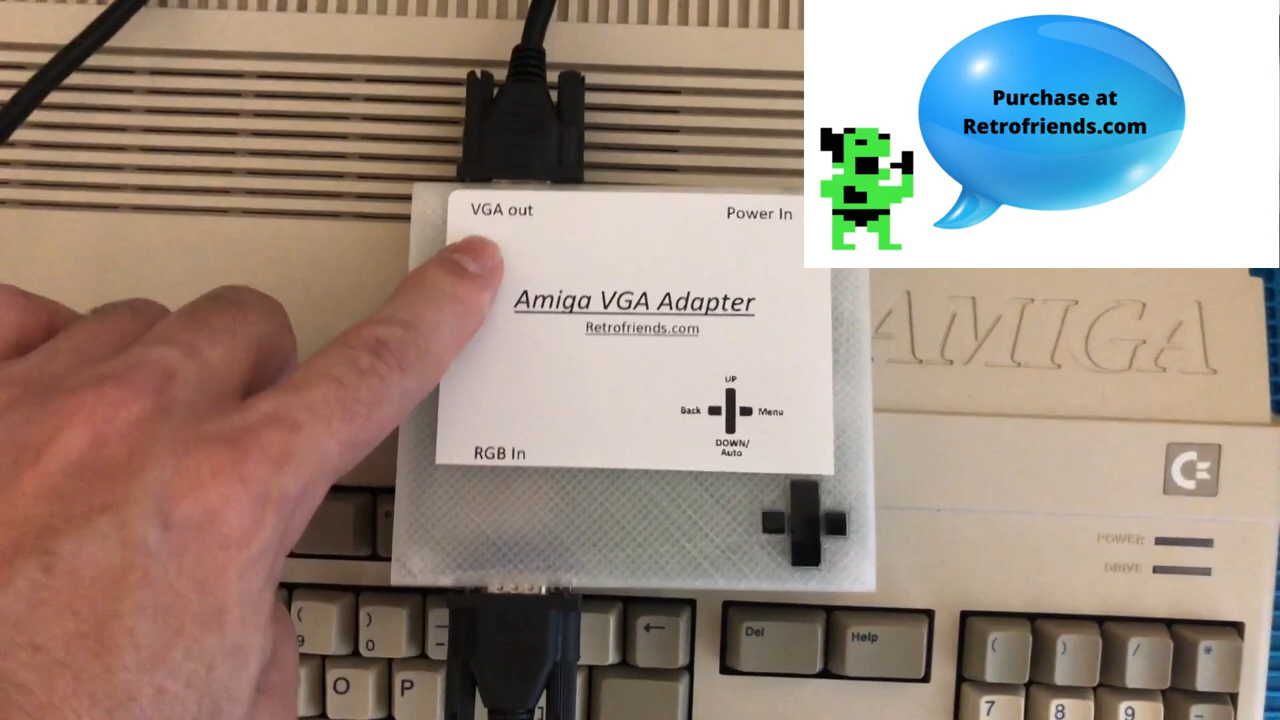 Purchase at
Retrofriends.com
VGA out
Power In
Amiga VGA Adapter
Retrofriends.com
UP
Back
Menu
DOWN/
Auto
RGB In
AMIGA
POWER
DRIVE
( 9
) 0
←
Del
Help
(
)
/
*
O
P
]
7
8
9
-